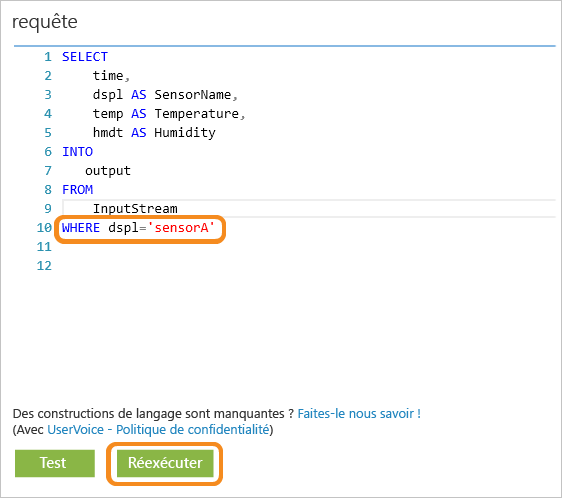 requête
1 SELECT
2 time,
3 dspl AS SensorName,
4 temp AS Temperature,
5 hmdt AS Humidity
6 INTO
7 output
8 FROM
9 InputStream
10 WHERE dspl='sensorA'
11
12
Des constructions de langage sont manquantes ? Faites-le nous savoir !
(Avec UserVoice - Politique de confidentialité)
Test Réexécuter